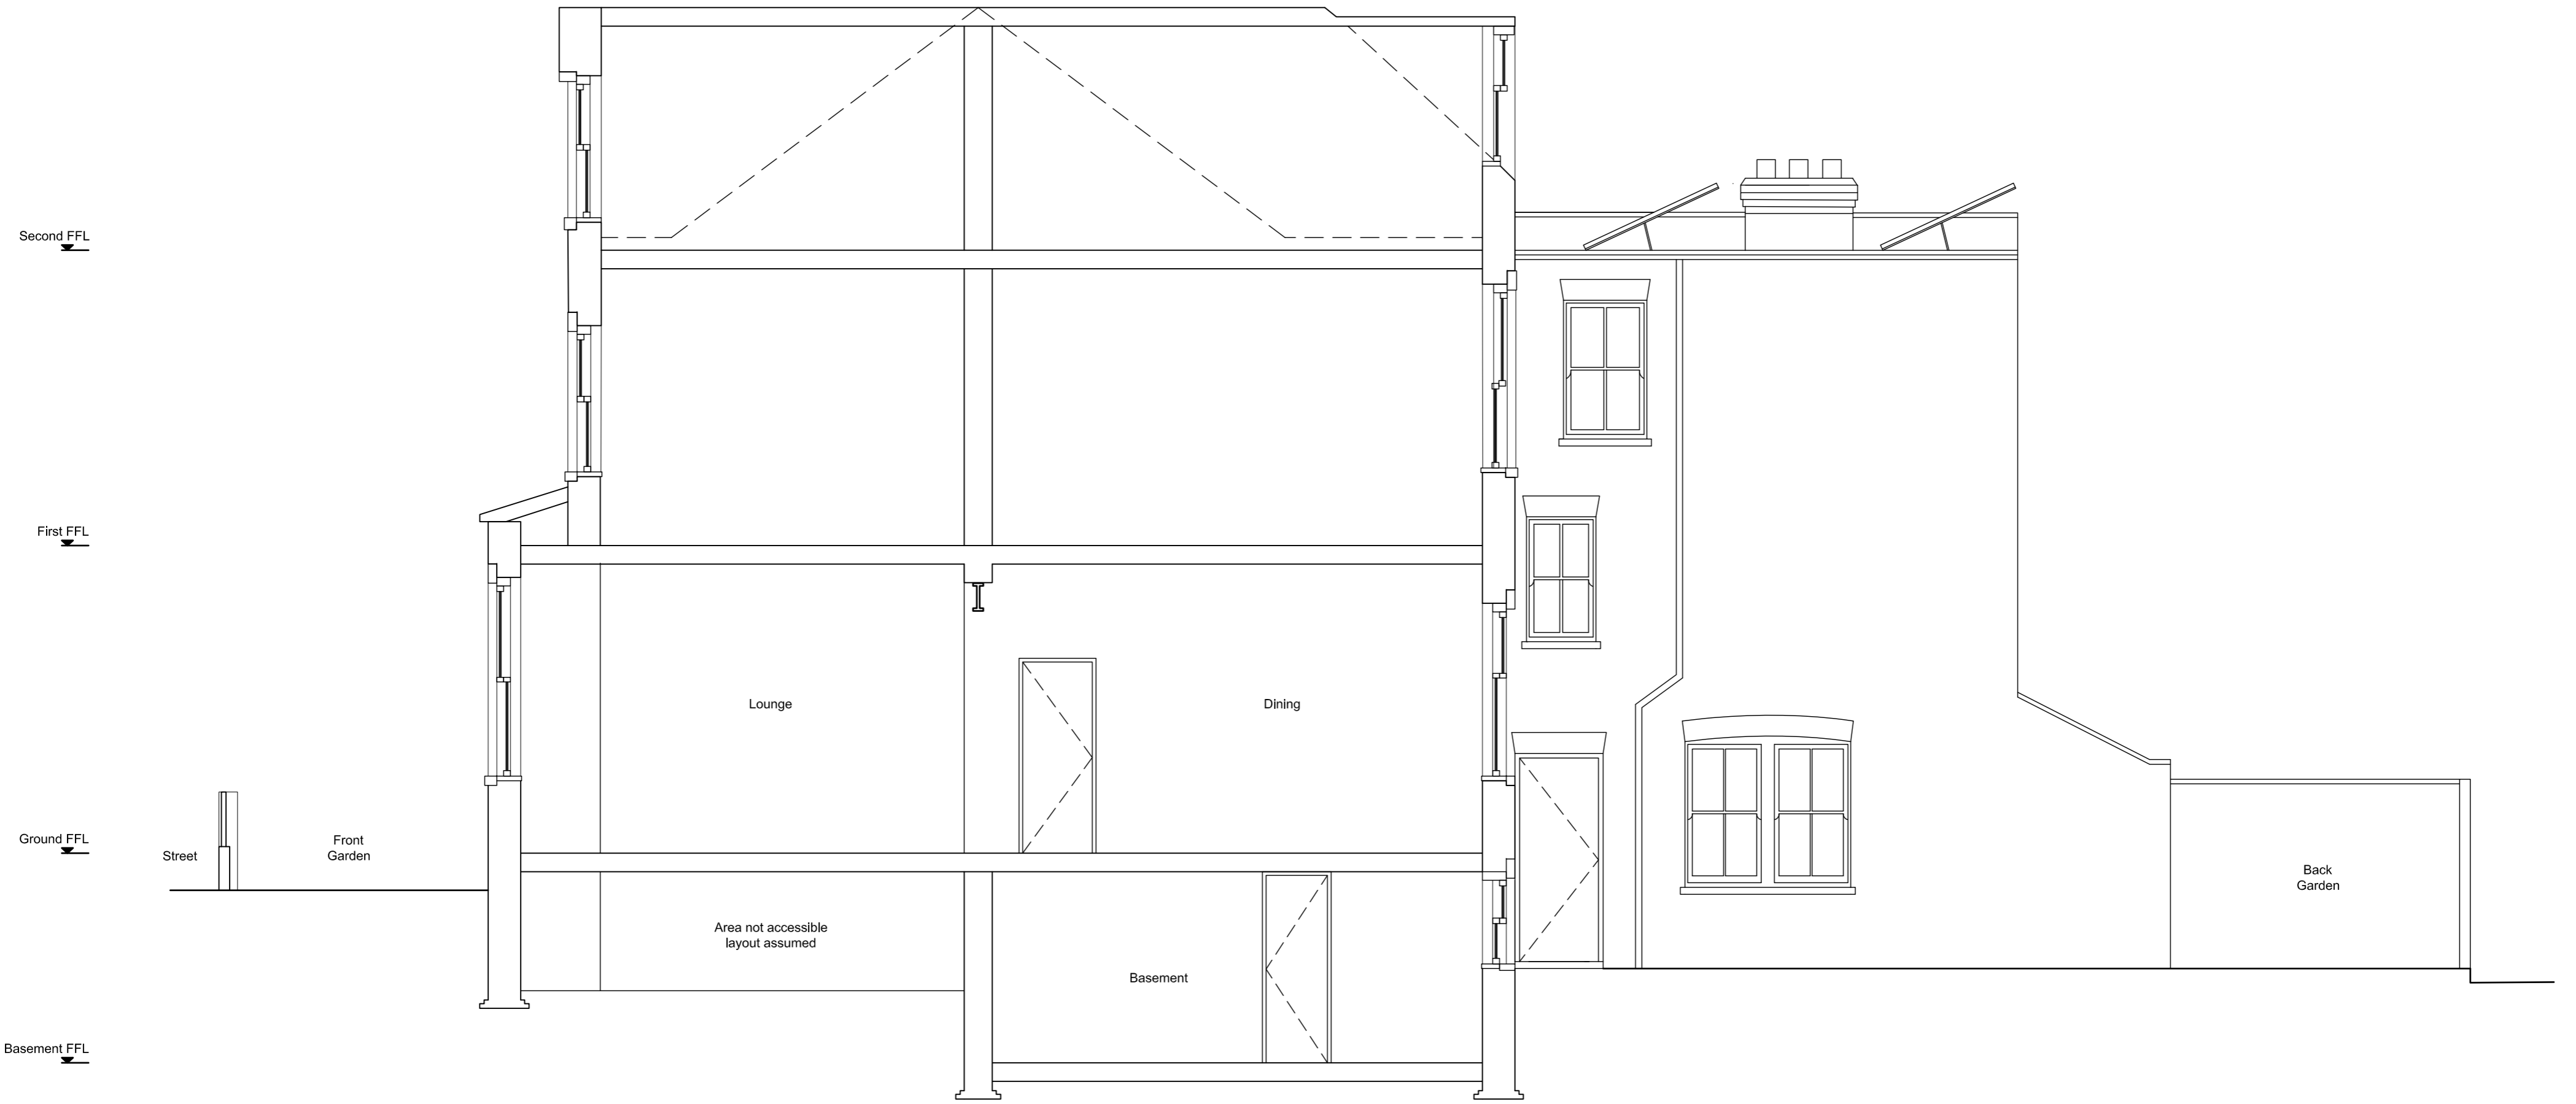 Second FFL
First FFL
Lounge
Dining
Ground FFL
Street
Front
Garden
Back
Garden
Area not accessible
layout assumed
Basement
Basement FFL